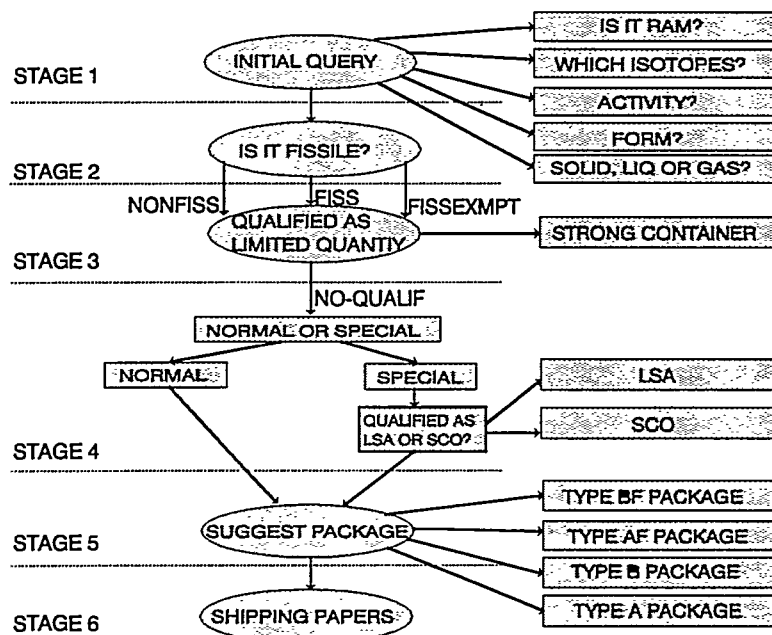 IS IT RAM?
INITIAL QUERY
WHICH ISOTOPES?
STAGE 1
ACTIVITY?
FORM?
IS IT FISSILE?
SOLID, LIQ OR GAS?
STAGE 2
NONFISS
FISS
FISSEXMPT
QUALIFIED AS
LIMITED QUANTIY
STRONG CONTAINER
STAGE 3
NO-QUALIF
NORMAL OR SPECIAL
NORMAL
SPECIAL
LSA
QUALIFIED AS
LSA OR SCO?
SCO
STAGE 4
TYPE BF PACKAGE
SUGGEST PACKAGE
TYPE AF PACKAGE
STAGE 5
TYPE B PACKAGE
SHIPPING PAPERS
TYPE A PACKAGE
STAGE 6